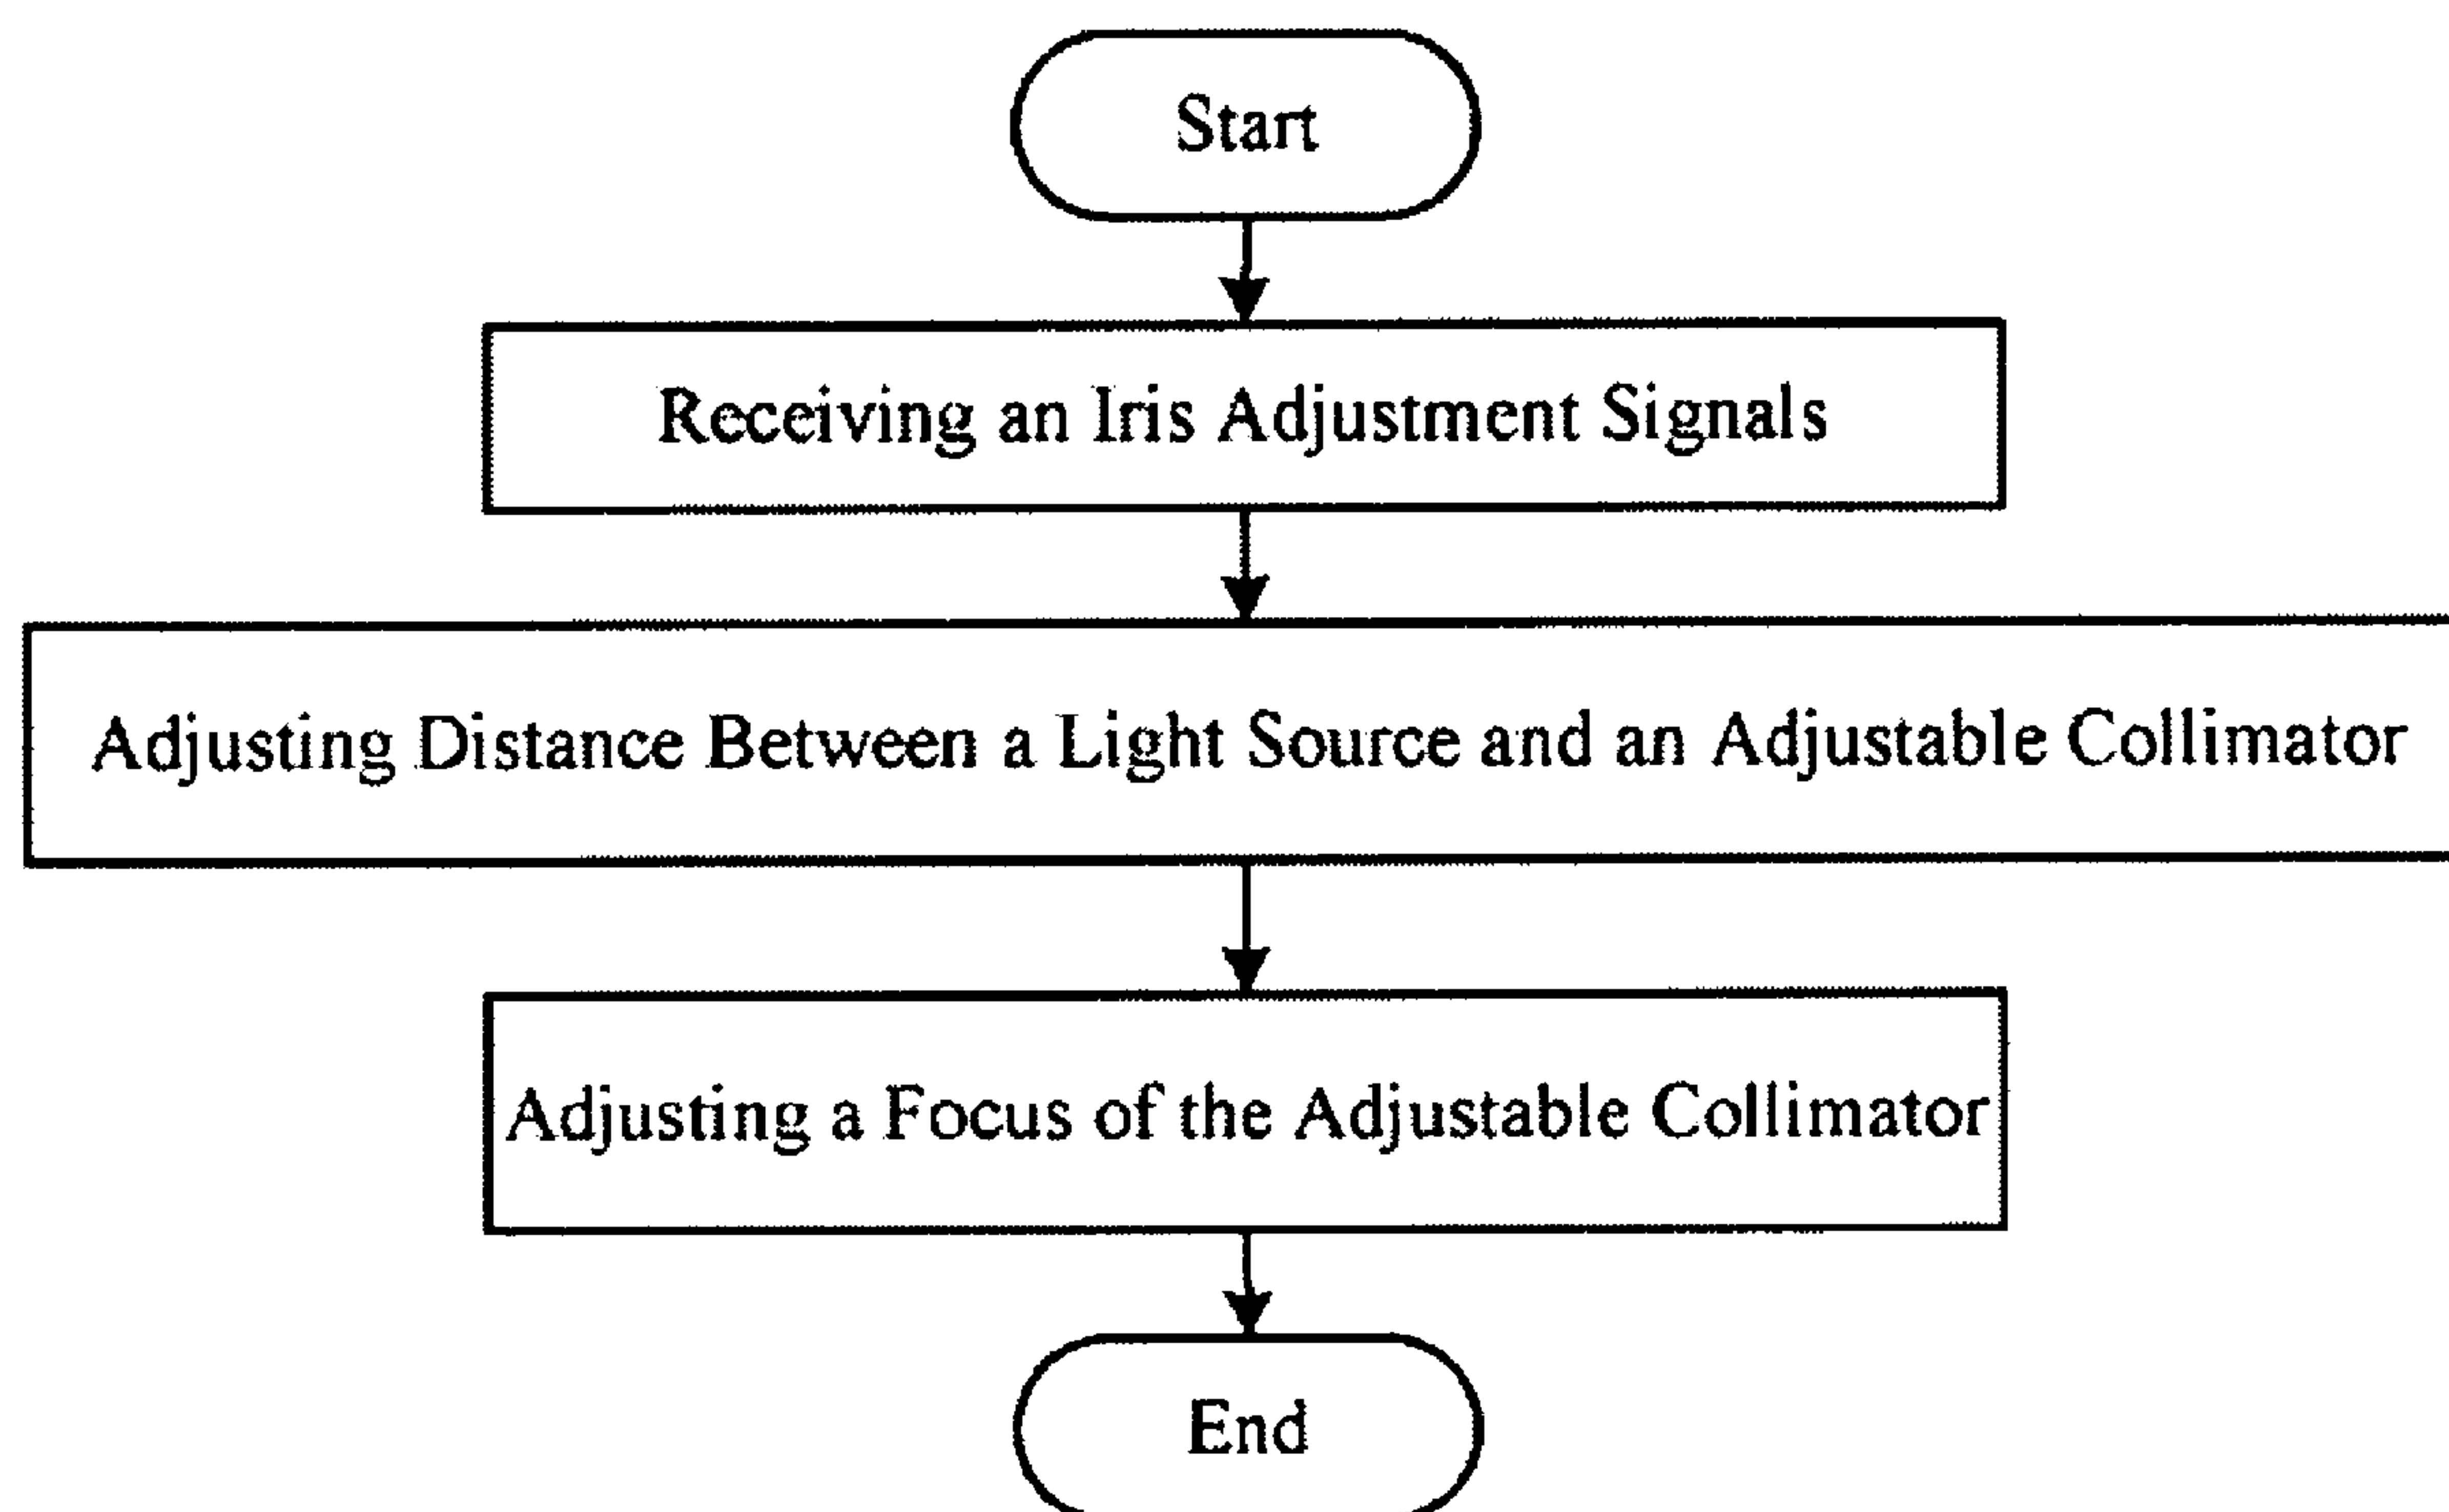 Start
Receiving an Iris Adjustment Signals
Adjusting Distance Between a Light Source and an Adjustable Collimator
Adjusting a Focus of the Adjustable Collimator
End